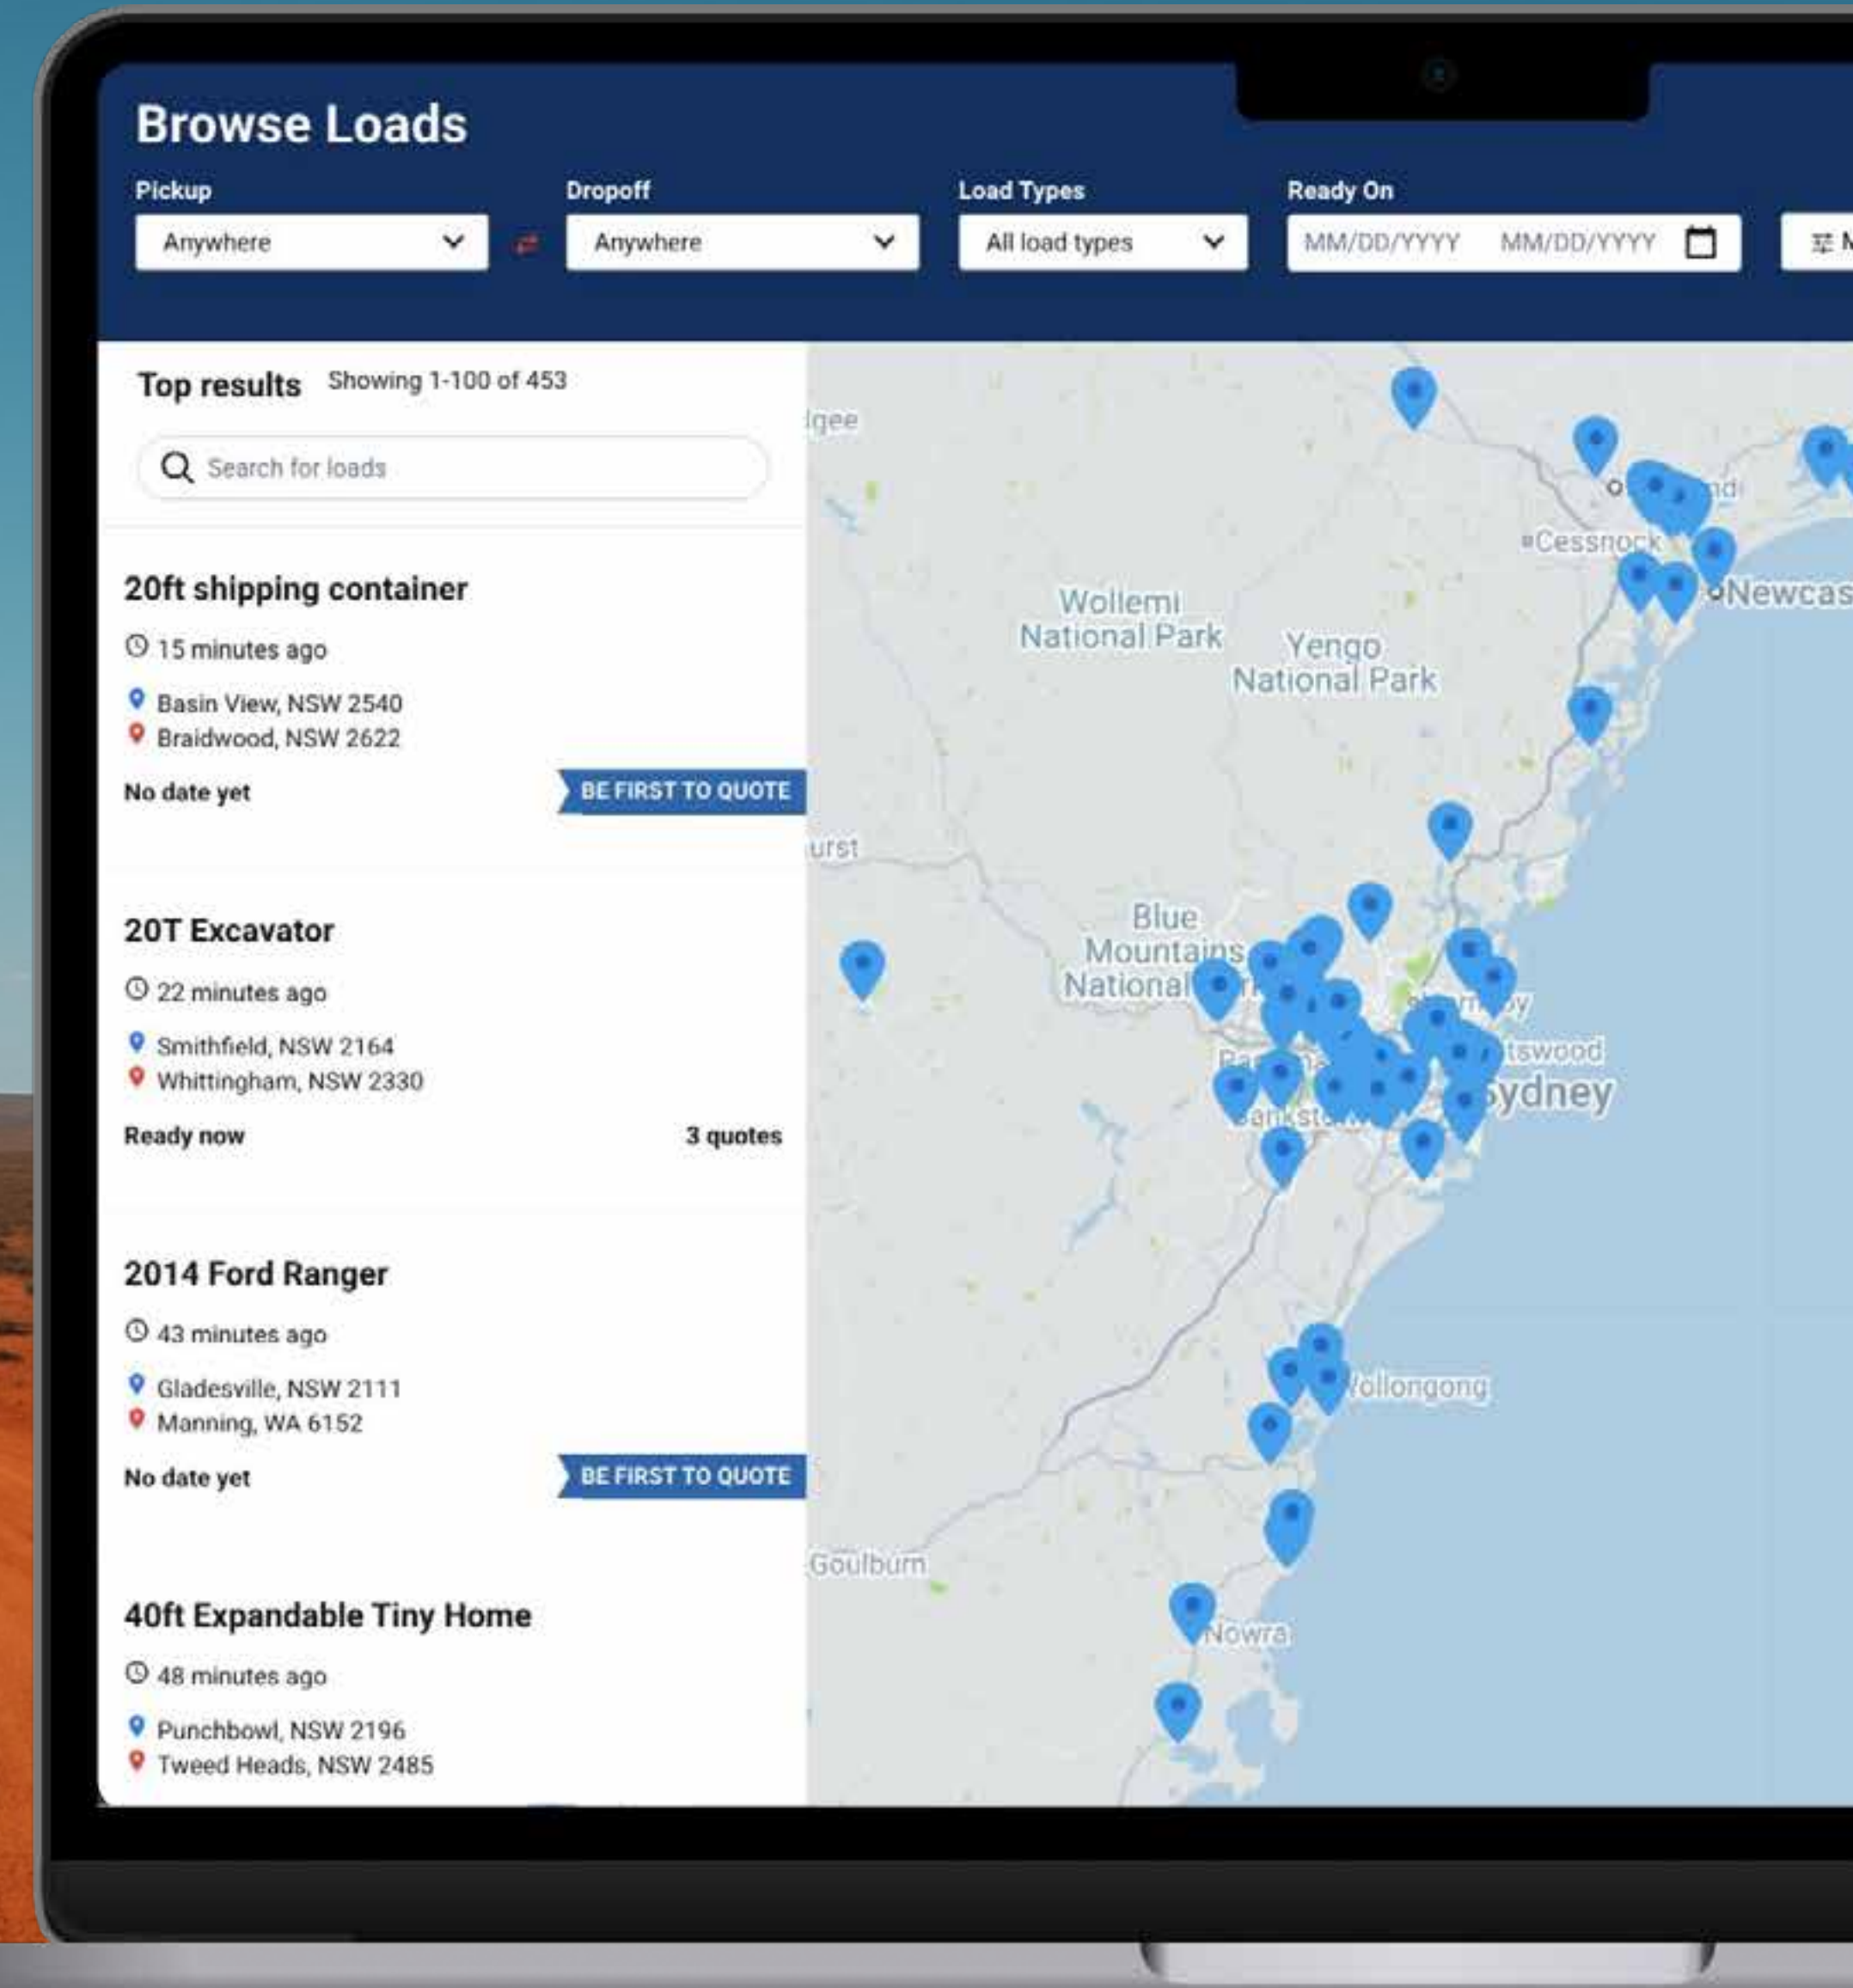 Browse Loads
Pickup
Dropoff
Load Types
Ready On
Anywhere
Anywhere
All load types
MM/DD/YYYY MM/DD/YYYY
Top results Showing 1-100 of 453
Search for loads
20ft shipping container
15 minutes ago
Basin View, NSW 2540
Braidwood, NSW 2622
No date yet
BE FIRST TO QUOTE
20T Excavator
22 minutes ago
Smithfield, NSW 2164
Whittingham, NSW 2330
Ready now
3 quotes
2014 Ford Ranger
43 minutes ago
Gladesville, NSW 2111
Manning, WA 6152
No date yet
BE FIRST TO QUOTE
40ft Expandable Tiny Home
48 minutes ago
Punchbowl, NSW 2196
Tweed Heads, NSW 2485
Cessnock
Newcas
Wollemi
National Park
Yengo
National Park
urst
Blue
Mountains
National
tswood
ydney
ollongong
Goulburn
Nowra